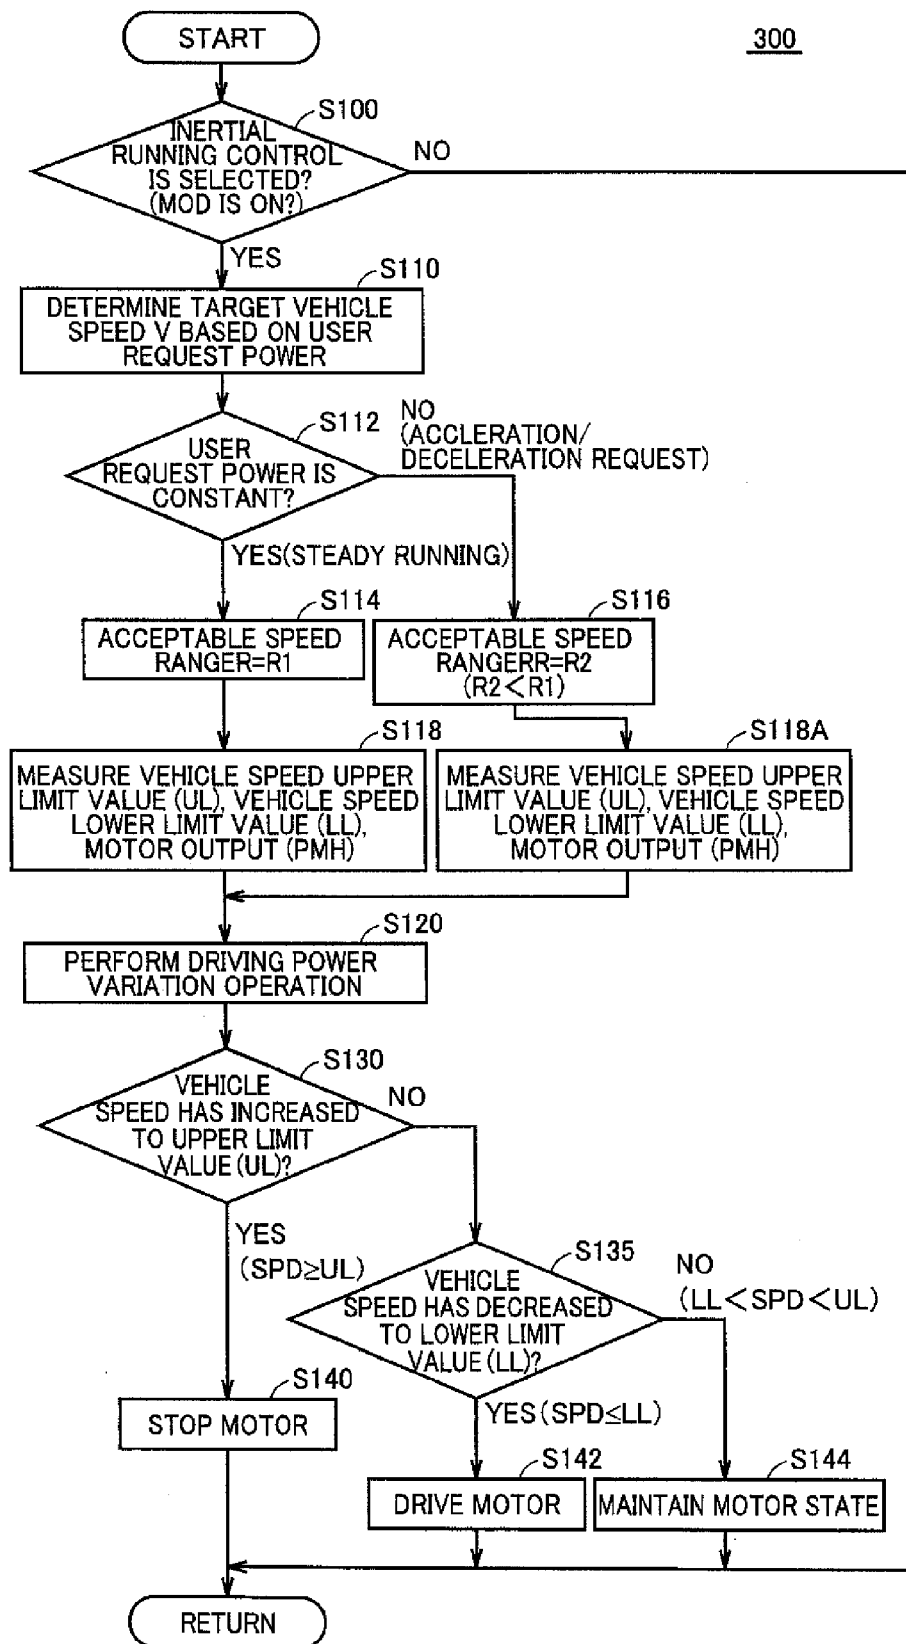 START
300
S100
INERTIAL
RUNNING CONTROL
IS SELECTED?
(MOD IS ON?)
NO
YES
S110
DETERMINE TARGET VEHICLE
SPEED V BASED ON USER
REQUEST POWER
S112
USER
REQUEST POWER IS
CONSTANT?
NO
(ACCLERATION/
DECELERATION REQUEST)
YES(STEADY RUNNING)
S114
ACCEPTABLE SPEED
RANGER=R1
S116
ACCEPTABLE SPEED
RANGERR=R2
(R2<R1)
S118
MEASURE VEHICLE SPEED UPPER
LIMIT VALUE (UL), VEHICLE SPEED
LOWER LIMIT VALUE (LL),
MOTOR OUTPUT (PMH)
S118A
MEASURE VEHICLE SPEED UPPER
LIMIT VALUE (UL), VEHICLE SPEED
LOWER LIMIT VALUE (LL),
MOTOR OUTPUT (PMH)
S120
PERFORM DRIVING POWER
VARIATION OPERATION
S130
VEHICLE
SPEED HAS INCREASED
TO UPPER LIMIT
VALUE (UL)?
NO
YES
(SPD≥UL)
S135
VEHICLE
SPEED HAS DECREASED
TO LOWER LIMIT
VALUE (LL)?
NO
(LL<SPD<UL)
YES(SPD≤LL)
S140
STOP MOTOR
S142
DRIVE MOTOR
S144
MAINTAIN MOTOR STATE
RETURN